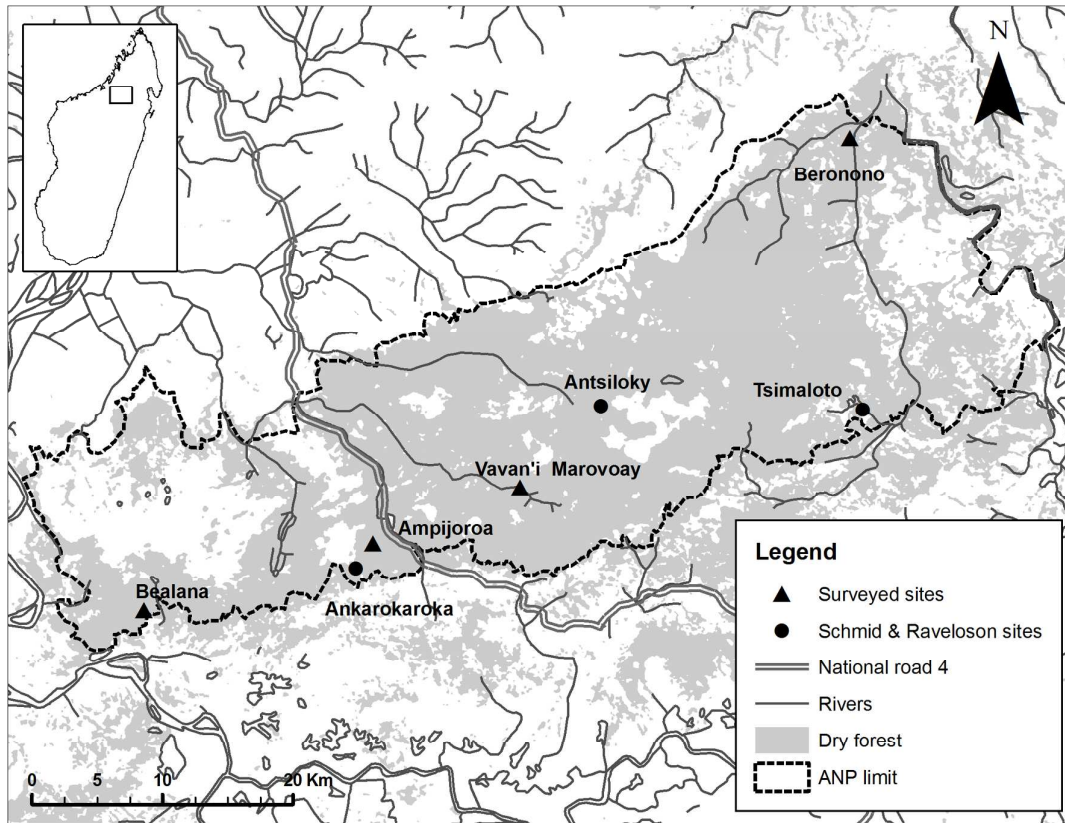 N
Beronono
Antsiloky
Tsimaloto
Vavan'i Marovoay
Ampijoroa
Bealana
Ankarokaroka
Legend
Surveyed sites
Schmid & Raveloson sites
National road 4
Rivers
Dry forest
ANP limit
0 5 10 20 Km